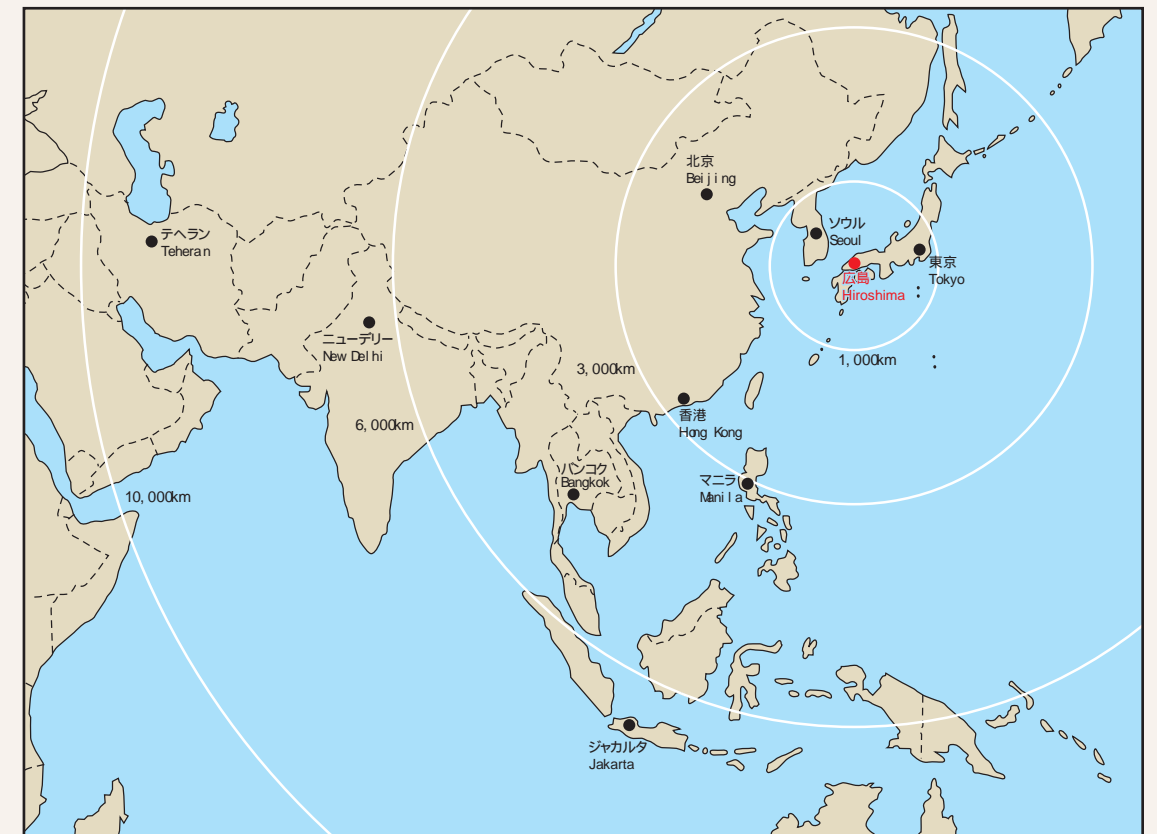 北京
Beijing
ソウル
Seoul
テヘラン
Teheran
東京
Tokyo
広島
Hiroshima
ニューデリー
New Delhi
1,000km
3,000km
香港
Hong Kong
6,000km
バンコク
Bangkok
マニラ
Manila
10,000km
ジャカルタ
Jakarta